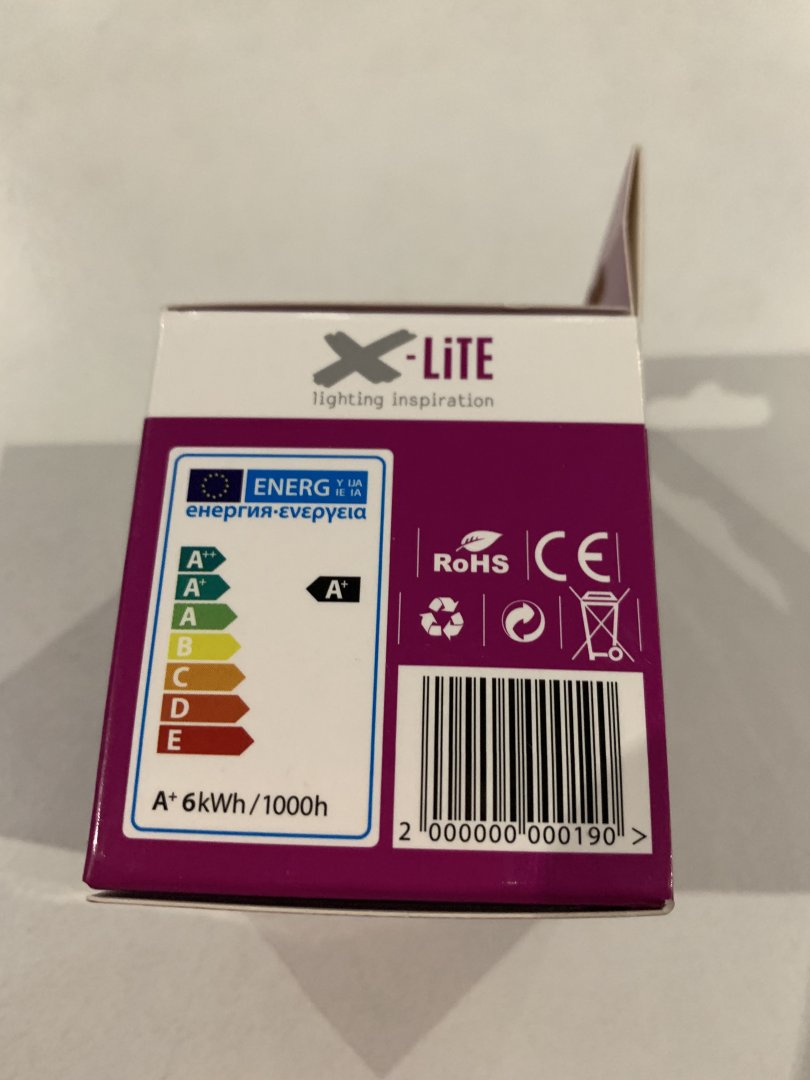 X-LiTE
lighting inspiration
ENERG Y IJA
IE IA
енергия·ενεργεια
A++
A+
A+
A
B
C
D
E
A+ 6kWh/1000h
RoHS
CE
2 000000 000190 >